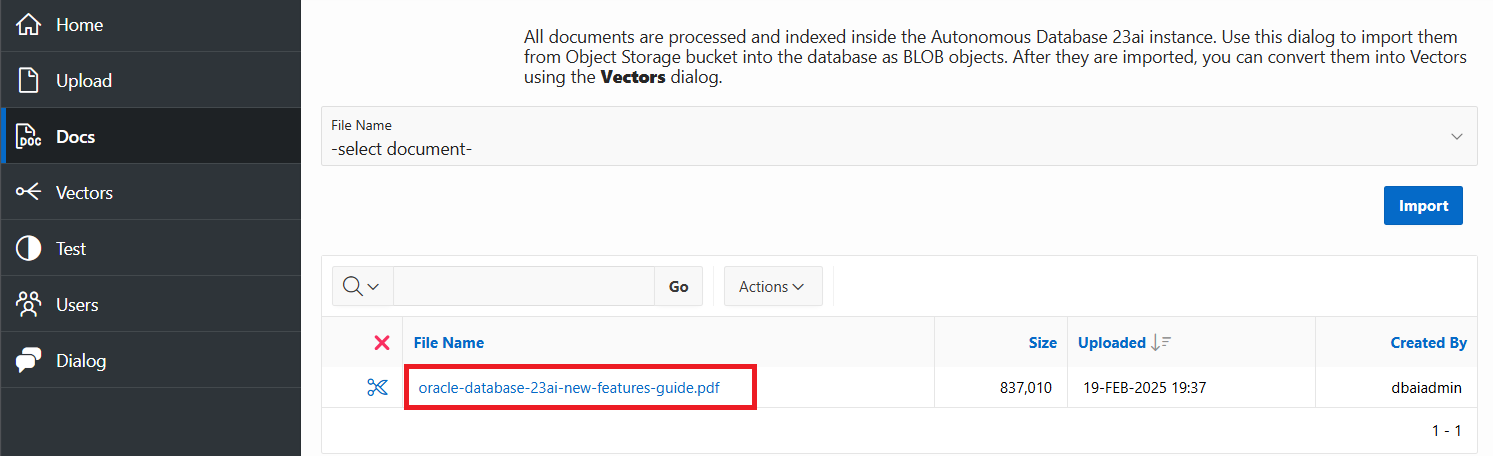 Home
Upload
Docs
Vectors
Test
Users
Dialog
All documents are processed and indexed inside the Autonomous Database 23ai instance. Use this dialog to import them
from Object Storage bucket into the database as BLOB objects. After they are imported, you can convert them into Vectors
using the Vectors dialog.
File Name
-select document-
Import
Go Actions
File Name Size Uploaded Created By
oracle-database-23ai-new-features-guide.pdf 837,010 19-FEB-2025 19:37 dbaiadmin
1 - 1